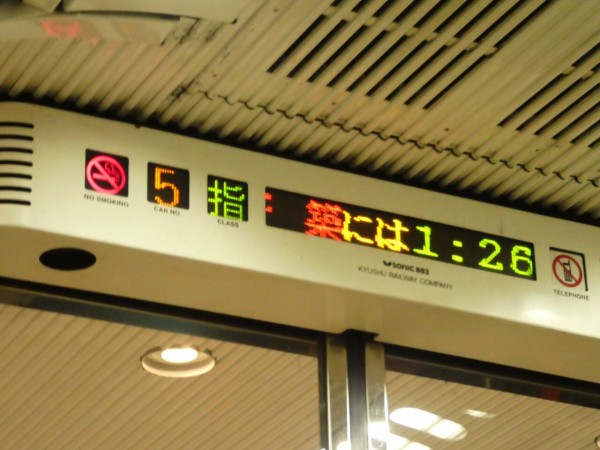 5
指
築には1:26
NO SMOKING
CAR NO.
CLASS
SONIC 883
KYUSHU RAILWAY COMPANY
TELEPHONE